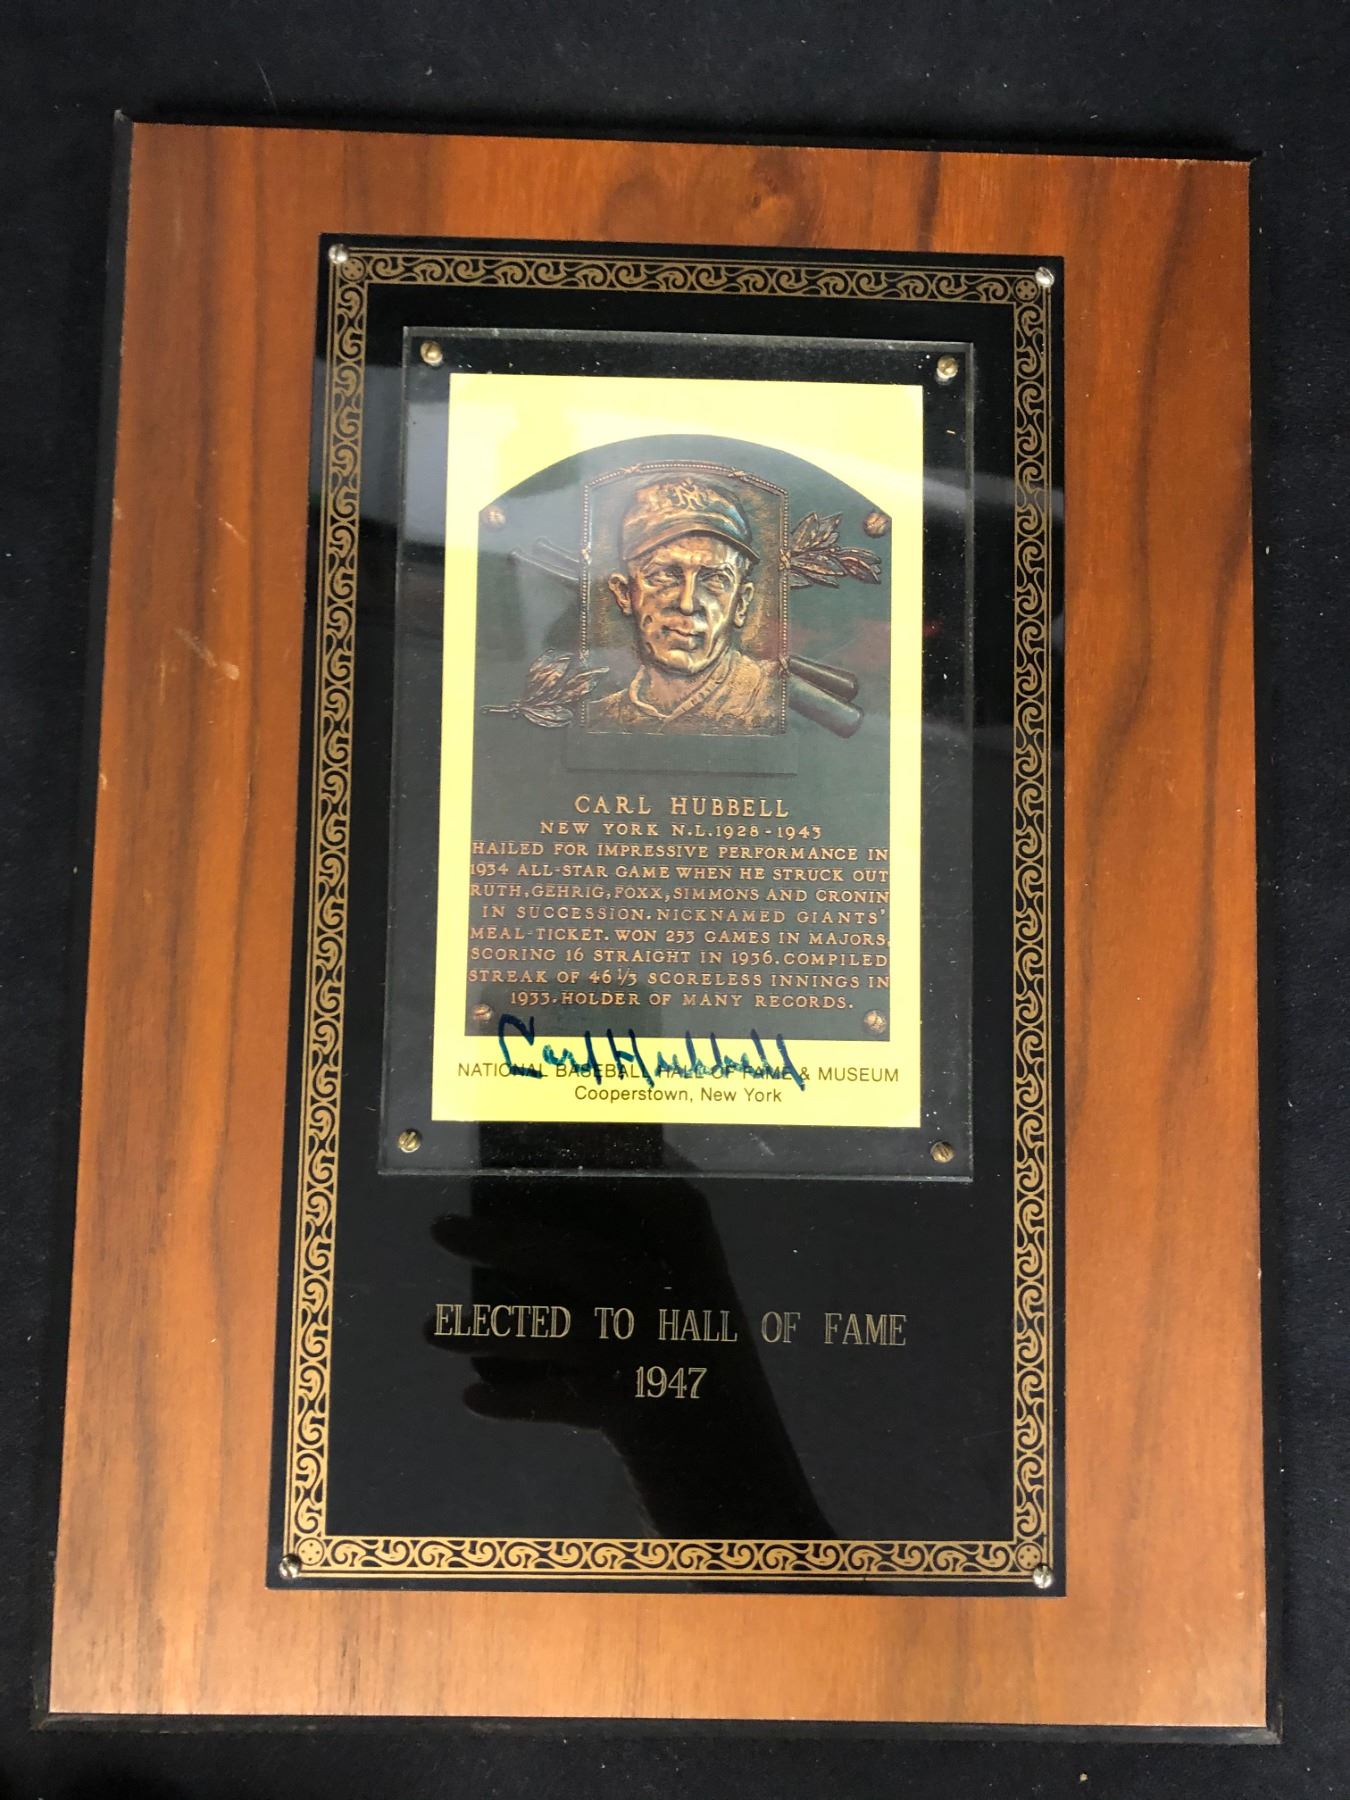 NY
CARL HUBBELL
NEW YORK N.L. 1928 - 1943
HAILED FOR IMPRESSIVE PERFORMANCE IN
1934 ALL-STAR GAME WHEN HE STRUCK OUT
RUTH, GEHRIG, FOXX, SIMMONS AND CRONIN
IN SUCCESSION. NICKNAMED GIANTS'
MEAL-TICKET. WON 253 GAMES IN MAJORS,
SCORING 16 STRAIGHT IN 1936. COMPILED
STREAK OF 46 1/3 SCORELESS INNINGS IN
1933. HOLDER OF MANY RECORDS.
Carl Hubbell
NATIONAL BASEBALL HALL OF FAME & MUSEUM
Cooperstown, New York
ELECTED TO HALL OF FAME
1947